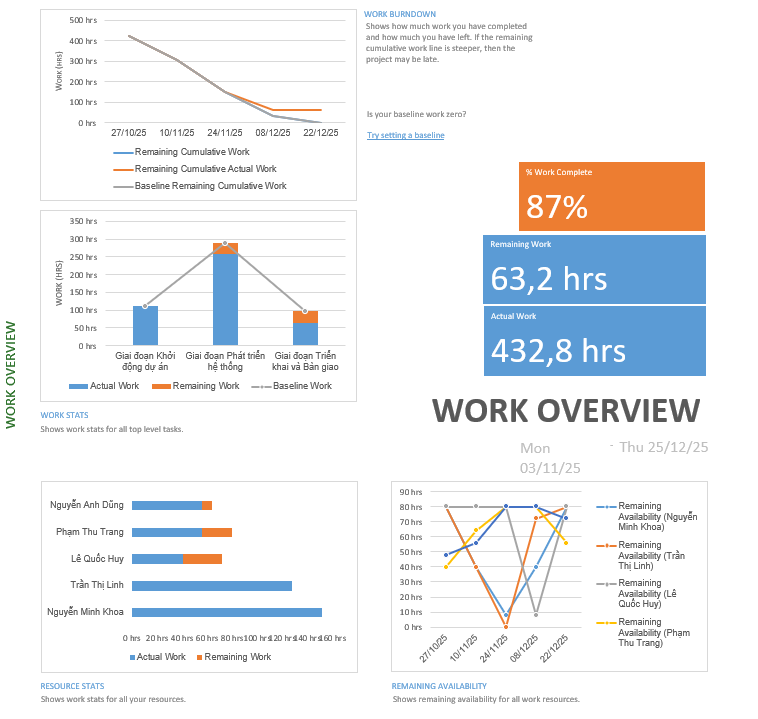 500 hrs
400 hrs
300 hrs
200 hrs
100 hrs
0 hrs
WORK (HRS)
27/10/25 10/11/25 24/11/25 08/12/25 22/12/25
Remaining Cumulative Work
Remaining Cumulative Actual Work
Baseline Remaining Cumulative Work
WORK BURNDOWN
Shows how much work you have completed
and how much you have left. If the remaining
cumulative work line is steeper, then the
project may be late.
Is your baseline work zero?
Try setting a baseline
% Work Complete
87%
Remaining Work
63,2 hrs
Actual Work
432,8 hrs
350 hrs
300 hrs
250 hrs
200 hrs
150 hrs
100 hrs
50 hrs
0 hrs
WORK (HRS)
Giai đoạn Khởi
động dự án
Giai đoạn Phát triển
hệ thống
Giai đoạn Triển
khai và Bàn giao
Actual Work Remaining Work Baseline Work
WORK OVERVIEW
WORK STATS
Shows work stats for all top level tasks.
WORK OVERVIEW
Mon
03/11/25
- Thu 25/12/25
Nguyễn Anh Dũng
Phạm Thu Trang
Lê Quốc Huy
Trần Thị Linh
Nguyễn Minh Khoa
0 hrs 20 hrs 40 hrs 60 hrs 80 hrs 100 hrs 120 hrs 140 hrs 160 hrs
Actual Work Remaining Work
RESOURCE STATS
Shows work stats for all your resources.
90 hrs
80 hrs
70 hrs
60 hrs
50 hrs
40 hrs
30 hrs
20 hrs
10 hrs
0 hrs
27/10/25 10/11/25 24/11/25 08/12/25 22/12/25
Remaining
Availability (Nguyễn
Minh Khoa)
Remaining
Availability (Trần
Thị Linh)
Remaining
Availability (Lê
Quốc Huy)
Remaining
Availability (Phạm
Thu Trang)
REMAINING AVAILABILITY
Shows remaining availability for all work resources.